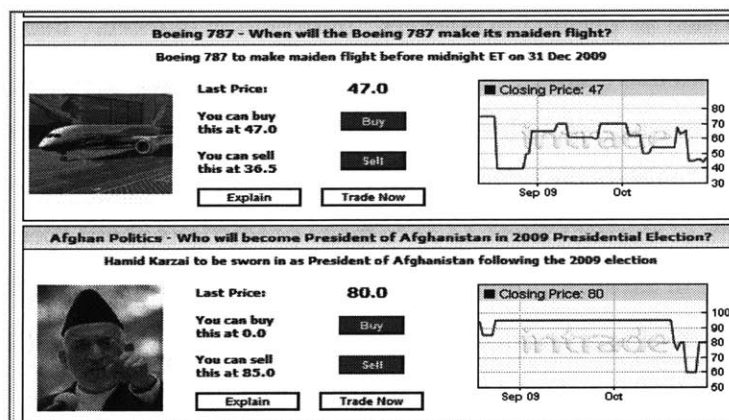 Boeing 787 - When will the Boeing 787 make its maiden flight?
Boeing 787 to make maiden flight before midnight ET on 31 Dec 2009
Last Price: 47.0
You can buy
this at 47.0
Buy
You can sell
this at 36.5
Sell
Explain
Trade Now
Closing Price: 47
intrade
80
70
60
50
40
30
Sep 09
Oct
Afghan Politics - Who will become President of Afghanistan in 2009 Presidential Election?
Hamid Karzai to be sworn in as President of Afghanistan following the 2009 election
Last Price: 80.0
You can buy
this at 0.0
Buy
You can sell
this at 85.0
Sell
Explain
Trade Now
Closing Price: 80
intrade
100
90
80
70
60
50
Sep 09
Oct